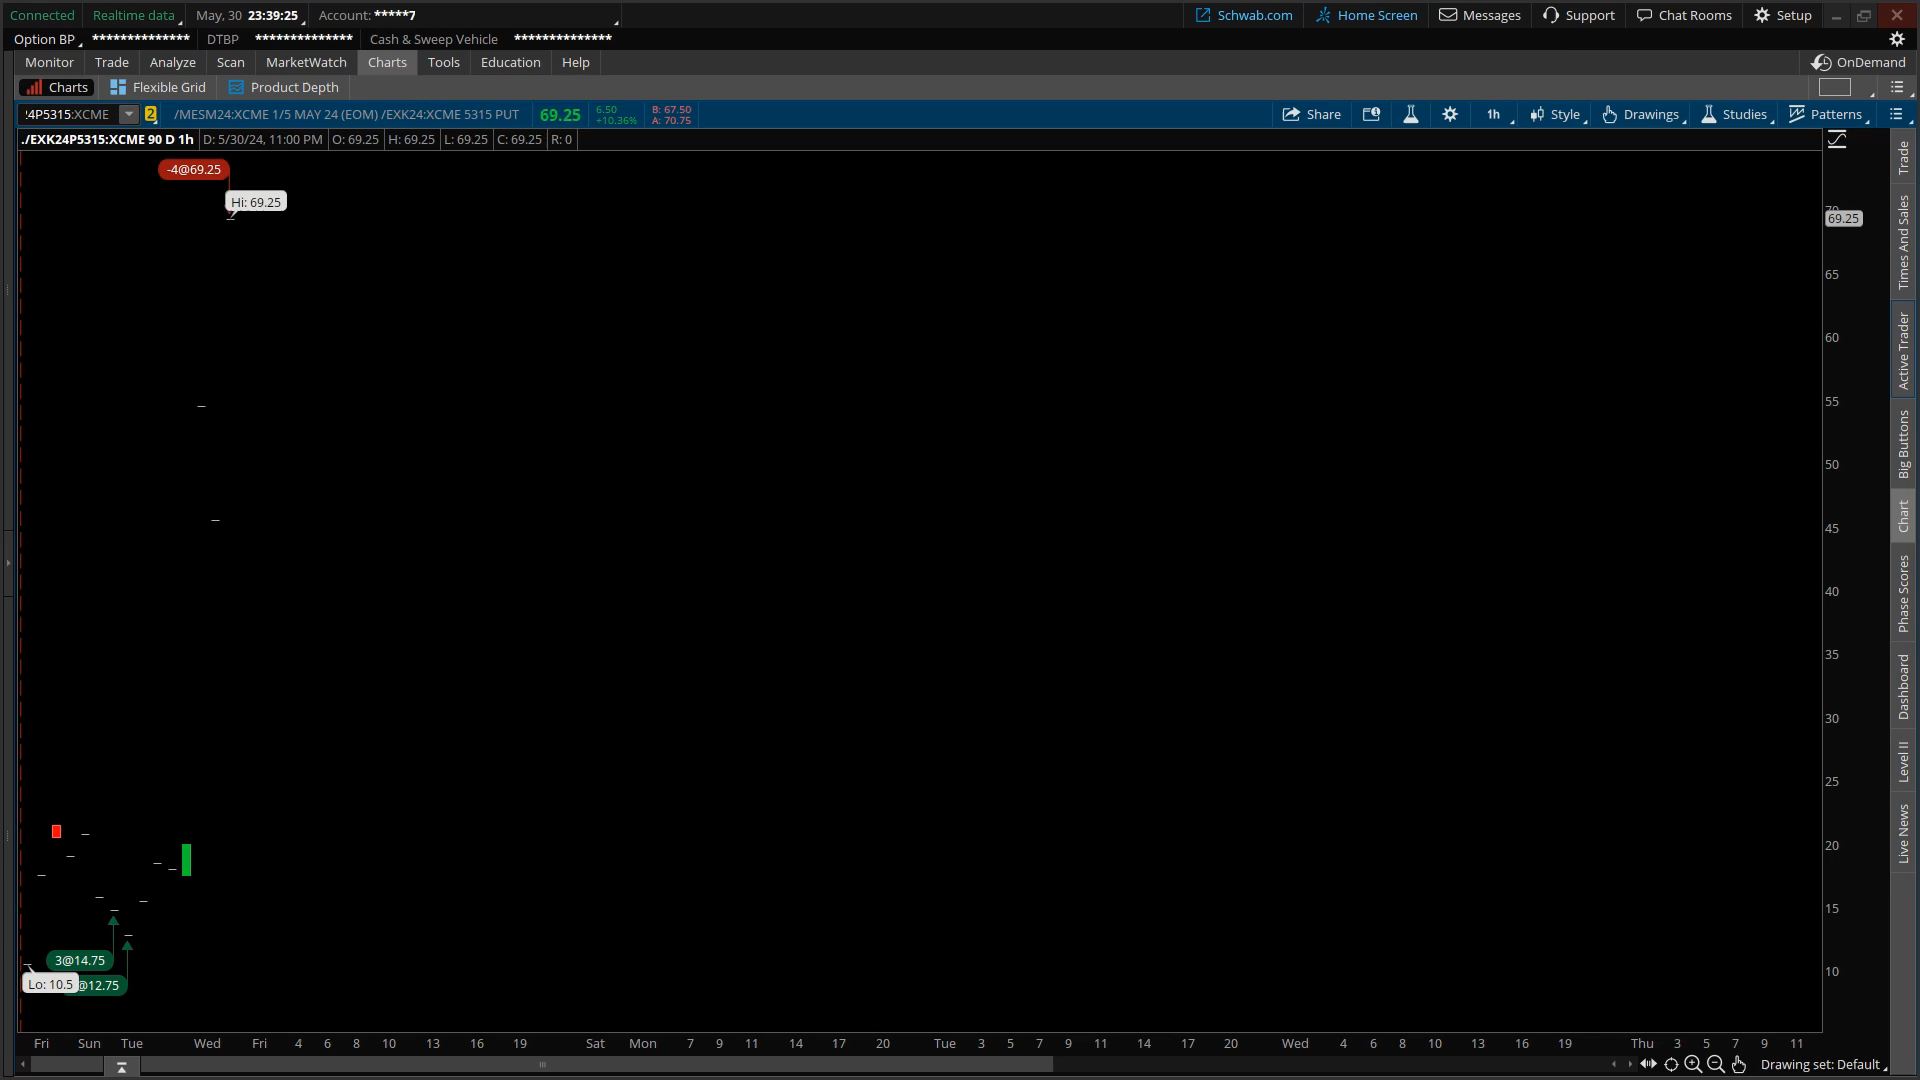 Connected Realtime data May, 30 23:39:25 Account: *****7 Schwab.com Home Screen Messages Support Chat Rooms Setup
Option BP ************** DTBP ************** Cash & Sweep Vehicle **************
Monitor Trade Analyze Scan MarketWatch Charts Tools Education Help OnDemand
Charts Flexible Grid Product Depth
24P5315:XCME 2 /MESM24:XCME 1/5 MAY 24 (EOM) /EXK24:XCME 5315 PUT 69.25 6.50 +10.36% B: 67.50 A: 70.75 Share 1h Style Drawings Studies Patterns
./EXK24P5315:XCME 90 D 1h D: 5/30/24, 11:00 PM O: 69.25 H: 69.25 L: 69.25 C: 69.25 R: 0
-4@69.25
Hi: 69.25
70
69.25
65
60
55
50
45
40
35
30
25
20
15
10
3@14.75
Lo: 10.5 @12.75
Fri Sun Tue Wed Fri 4 6 8 10 13 16 19 Sat Mon 7 9 11 14 17 20 Tue 3 5 7 9 11 14 17 20 Wed 4 6 8 10 13 16 19 Thu 3 5 7 9 11
Drawing set: Default
Trade
Times And Sales
Active Trader
Big Buttons
Chart
Phase Scores
Dashboard
Level II
Live News